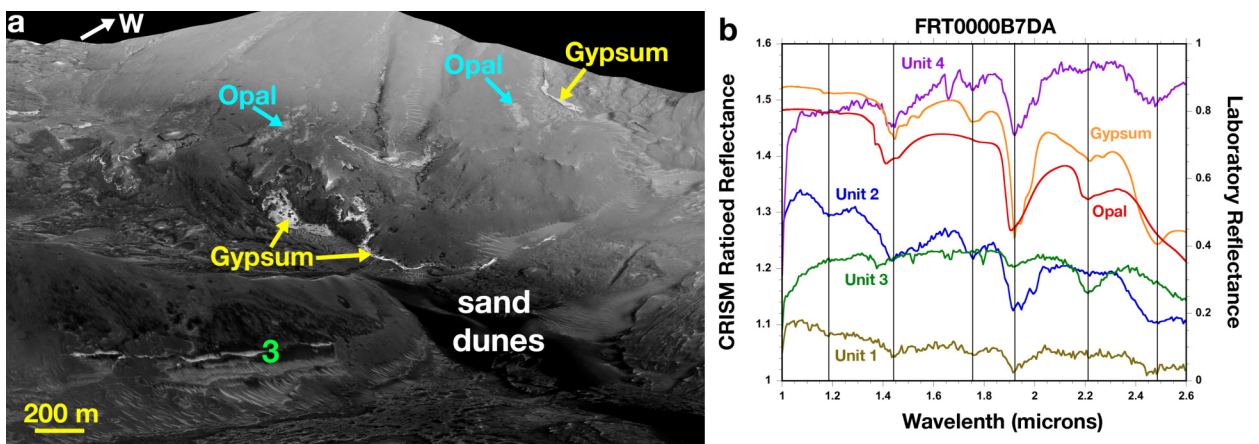 a
W
Gypsum
Opal
Opal
Gypsum
sand
dunes
3
200 m
b
FRT0000B7DA
CRISM Ratioed Reflectance
1.6
1.5
1.4
1.3
1.2
1.1
1
Unit 4
Gypsum
Unit 2
Opal
Unit 3
Unit 1
1
0.8
0.6
0.4
0.2
0
Laboratory Reflectance
1
1.2
1.4
1.6
1.8
2
2.2
2.4
2.6
Wavelenth (microns)